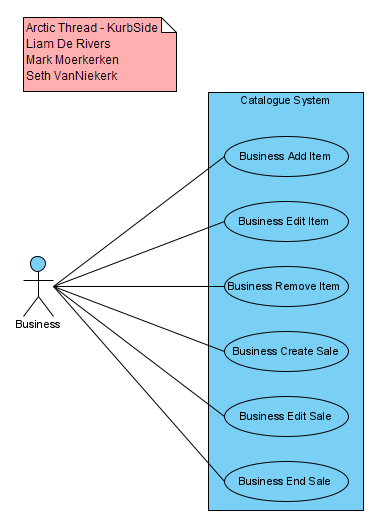 Arctic Thread - KurbSide
Liam De Rivers
Mark Moerkerken
Seth VanNiekerk
Catalogue System
Business Add Item
Business Edit Item
Business Remove Item
Business
Business Create Sale
Business Edit Sale
Business End Sale